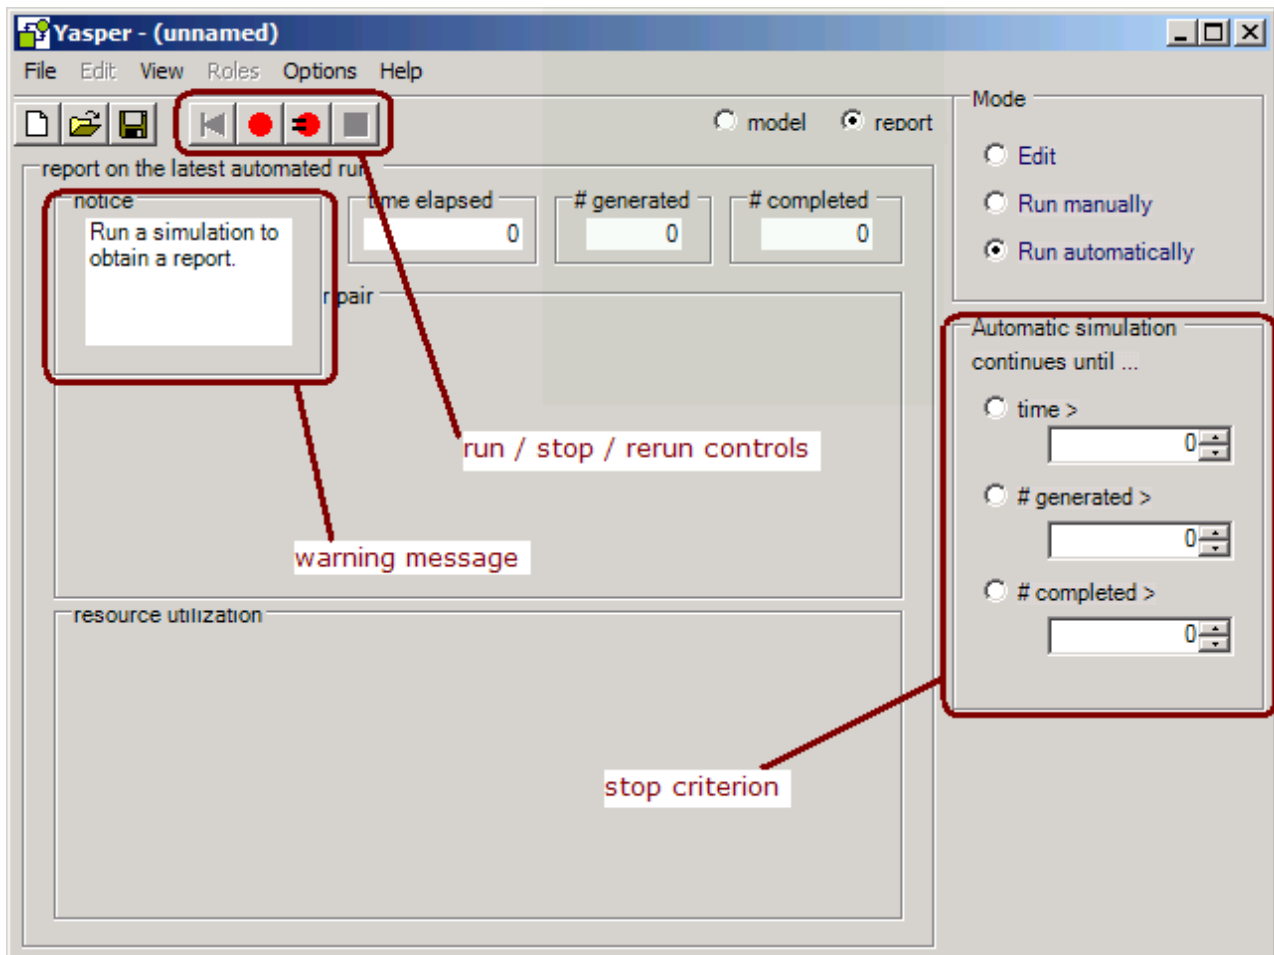 Yasper - (unnamed)
File Edit View Roles Options Help
model report
Mode
Edit
Run manually
Run automatically
report on the latest automated run
notice
Run a simulation to
obtain a report.
time elapsed
0
# generated
0
# completed
0
r pair
Automatic simulation
continues until ...
time >
0
# generated >
0
# completed >
0
run / stop / rerun controls
warning message
resource utilization
stop criterion